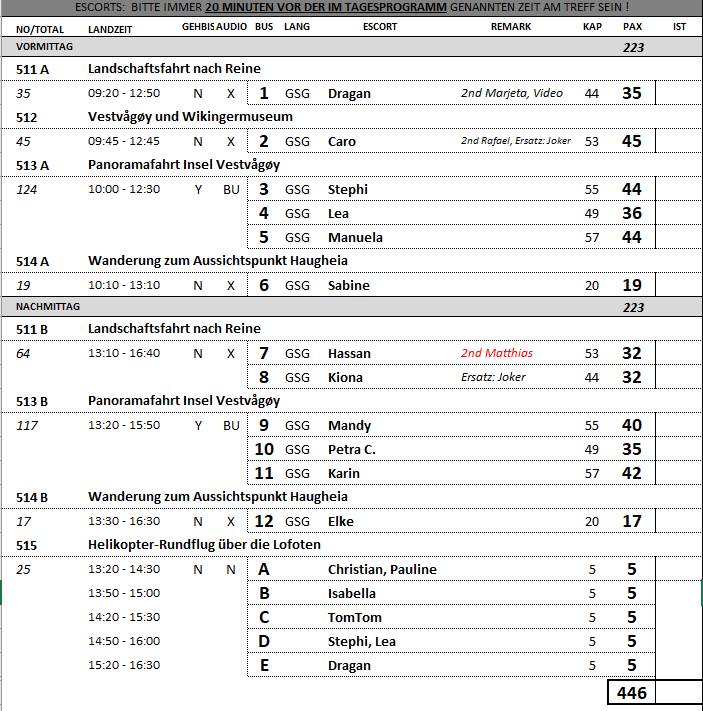 ESCORTS: BITTE IMMER 20 MINUTEN VOR DER IM TAGESPROGRAMM GENANNTEN ZEIT AM TREFF SEIN !
NO/TOTAL LANDZEIT GEHBIS AUDIO BUS LANG ESCORT REMARK KAP PAX IST
VORMITTAG 223
511 A Landschaftsfahrt nach Reine
35 09:20 - 12:50 N X 1 GSG Dragan 2nd Marjeta, Video 44 35
512 Vestvågøy und Wikingermuseum
45 09:45 - 12:45 N X 2 GSG Caro 2nd Rafael, Ersatz: Joker 53 45
513 A Panoramafahrt Insel Vestvågøy
124 10:00 - 12:30 Y BU 3 GSG Stephi 55 44
4 GSG Lea 49 36
5 GSG Manuela 57 44
514 A Wanderung zum Aussichtspunkt Haugheia
19 10:10 - 13:10 N X 6 GSG Sabine 20 19
NACHMITTAG 223
511 B Landschaftsfahrt nach Reine
64 13:10 - 16:40 N X 7 GSG Hassan 2nd Matthias 53 32
8 GSG Kiona Ersatz: Joker 44 32
513 B Panoramafahrt Insel Vestvågøy
117 13:20 - 15:50 Y BU 9 GSG Mandy 55 40
10 GSG Petra C. 49 35
11 GSG Karin 57 42
514 B Wanderung zum Aussichtspunkt Haugheia
17 13:30 - 16:30 N X 12 GSG Elke 20 17
515 Helikopter-Rundflug über die Lofoten
25 13:20 - 14:30 N N A Christian, Pauline 5 5
13:50 - 15:00 B Isabella 5 5
14:20 - 15:30 C TomTom 5 5
14:50 - 16:00 D Stephi, Lea 5 5
15:20 - 16:30 E Dragan 5 5
446